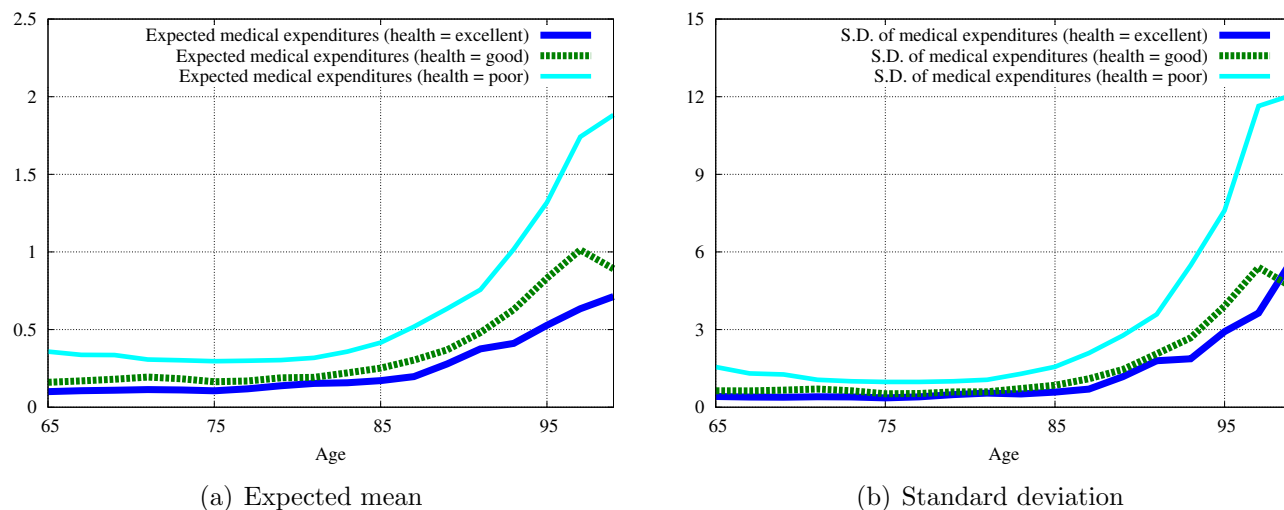 2.5
2
1.5
1
0.5
0
65
75
85
95
Age
Expected medical expenditures (health = excellent)
Expected medical expenditures (health = good)
Expected medical expenditures (health = poor)
(a) Expected mean
15
12
9
6
3
0
65
75
85
95
Age
S.D. of medical expenditures (health = excellent)
S.D. of medical expenditures (health = good)
S.D. of medical expenditures (health = poor)
(b) Standard deviation